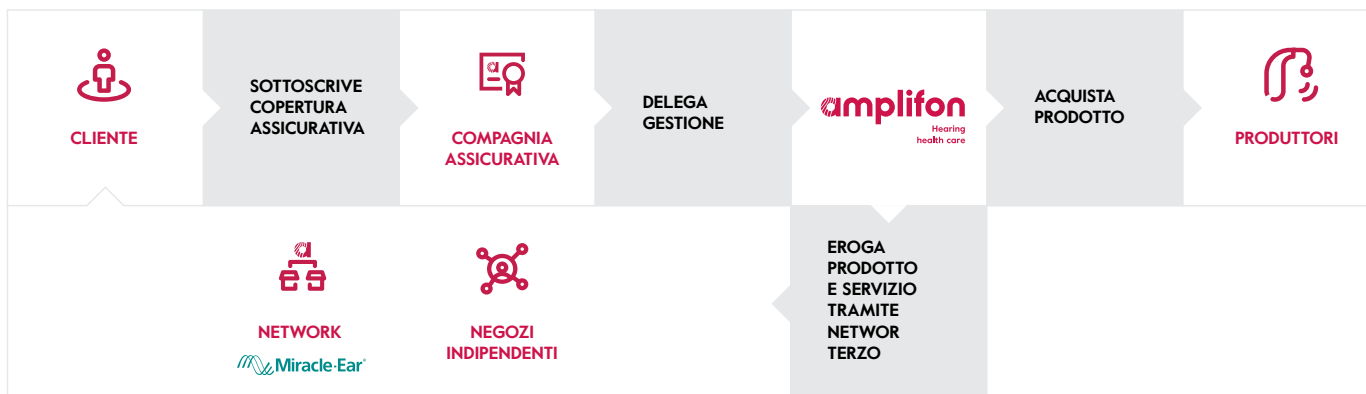 CLIENTE
SOTTOSCRIVE
COPERTURA
ASSICURATIVA
COMPAGNIA
ASSICURATIVA
DELEGA
GESTIONE
amplifon
Hearing
health care
ACQUISTA
PRODOTTO
PRODUTTORI
NETWORK
Miracle-Ear®
NEGOZI
INDIPENDENTI
EROGA
PRODOTTO
E SERVIZIO
TRAMITE
NETWOR
TERZO